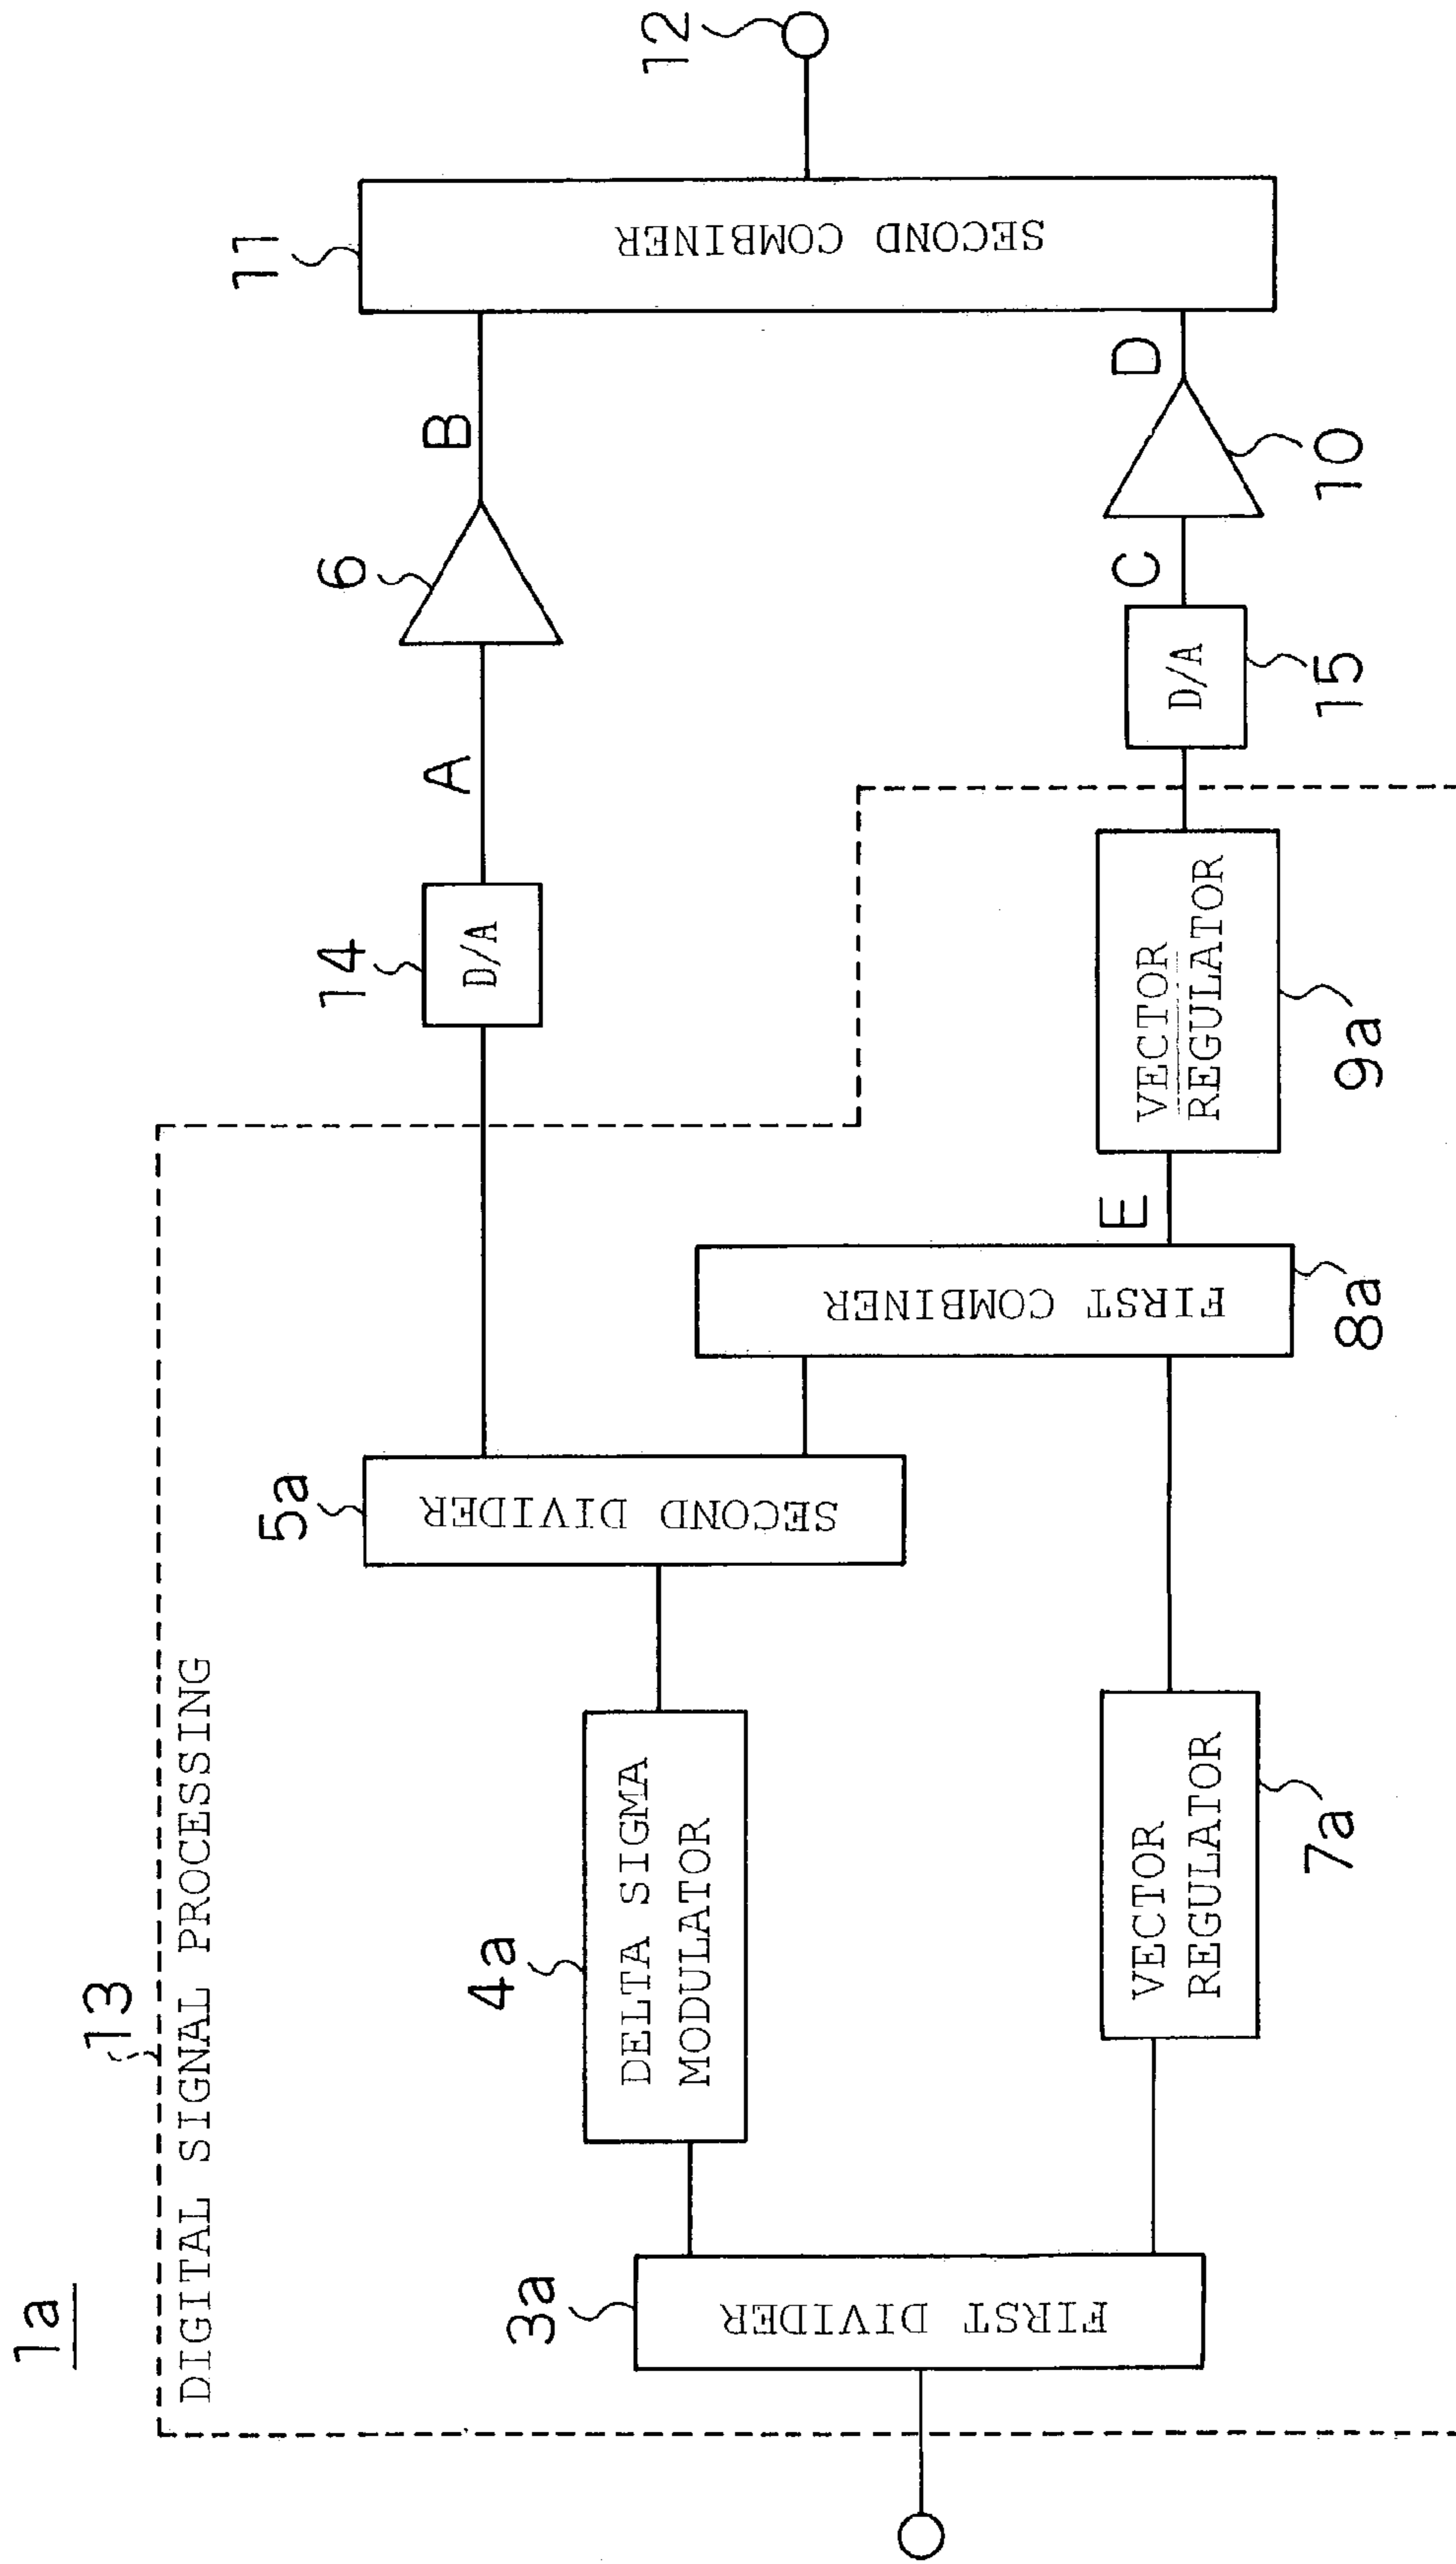 1a
13
DIGITAL SIGNAL PROCESSING
3a
FIRST DIVIDER
4a
DELTA SIGMA
MODULATOR
5a
SECOND DIVIDER
14
D/A
A
6
B
11
SECOND COMBINER
12
7a
VECTOR
REGULATOR
8a
FIRST COMBINER
E
9a
VECTOR
REGULATOR
15
D/A
C
10
D